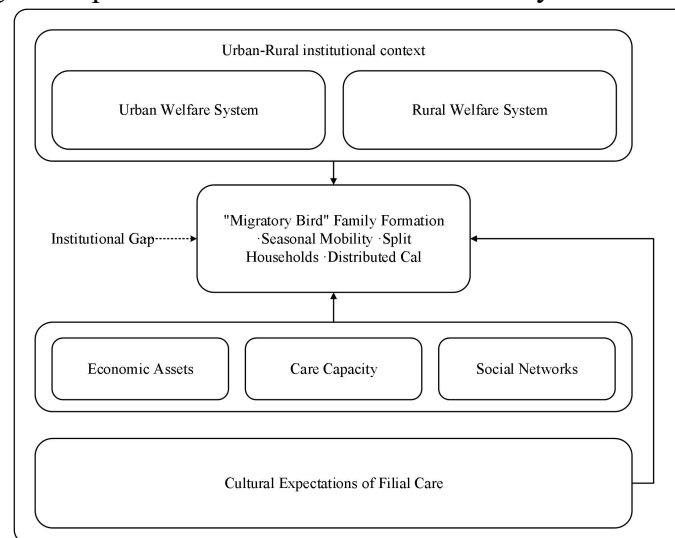 Urban-Rural institutional context
Urban Welfare System
Rural Welfare System
"Migratory Bird" Family Formation
·Seasonal Mobility ·Split
Households ·Distributed Cal
Institutional Gap
Economic Assets
Care Capacity
Social Networks
Cultural Expectations of Filial Care